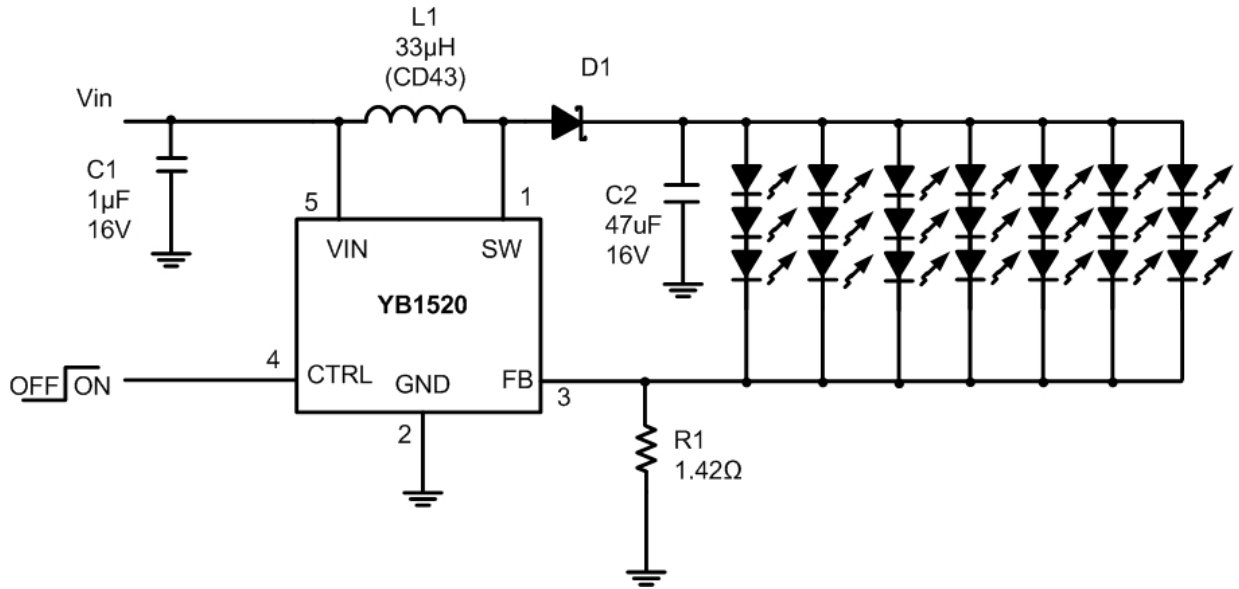 L1
33µH
(CD43)
D1
Vin
C1
1µF
16V
5
1
C2
47uF
16V
VIN
SW
YB1520
4
CTRL
GND
FB
OFF
ON
3
2
R1
1.42Ω